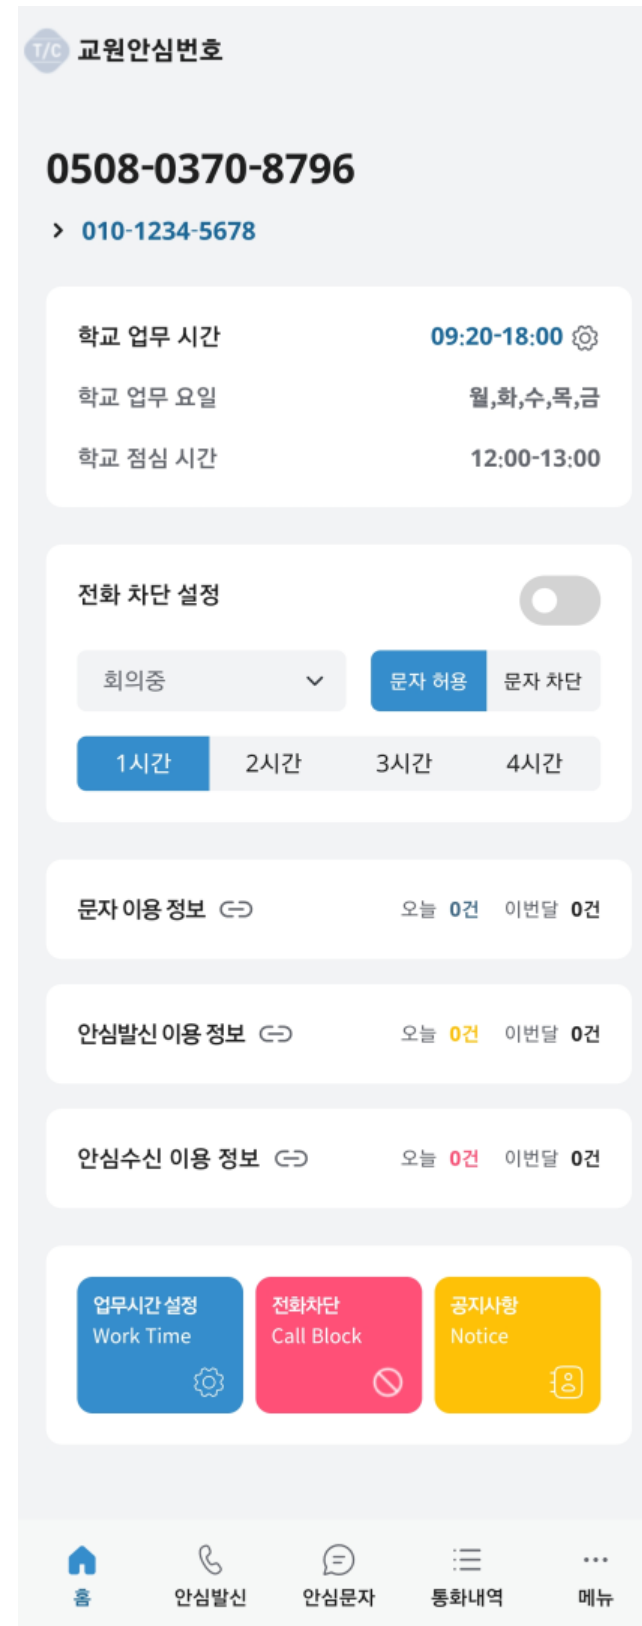 T/C 교원안심번호
0508-0370-8796
> 010-1234-5678
학교 업무 시간 09:20-18:00
학교 업무 요일 월,화,수,목,금
학교 점심 시간 12:00-13:00
전화 차단 설정
회의중 문자 허용 문자 차단
1시간 2시간 3시간 4시간
문자 이용 정보 오늘 0건 이번달 0건
안심발신 이용 정보 오늘 0건 이번달 0건
안심수신 이용 정보 오늘 0건 이번달 0건
업무시간 설정 전화차단 공지사항
Work Time Call Block Notice
홈 안심발신 안심문자 통화내역 메뉴